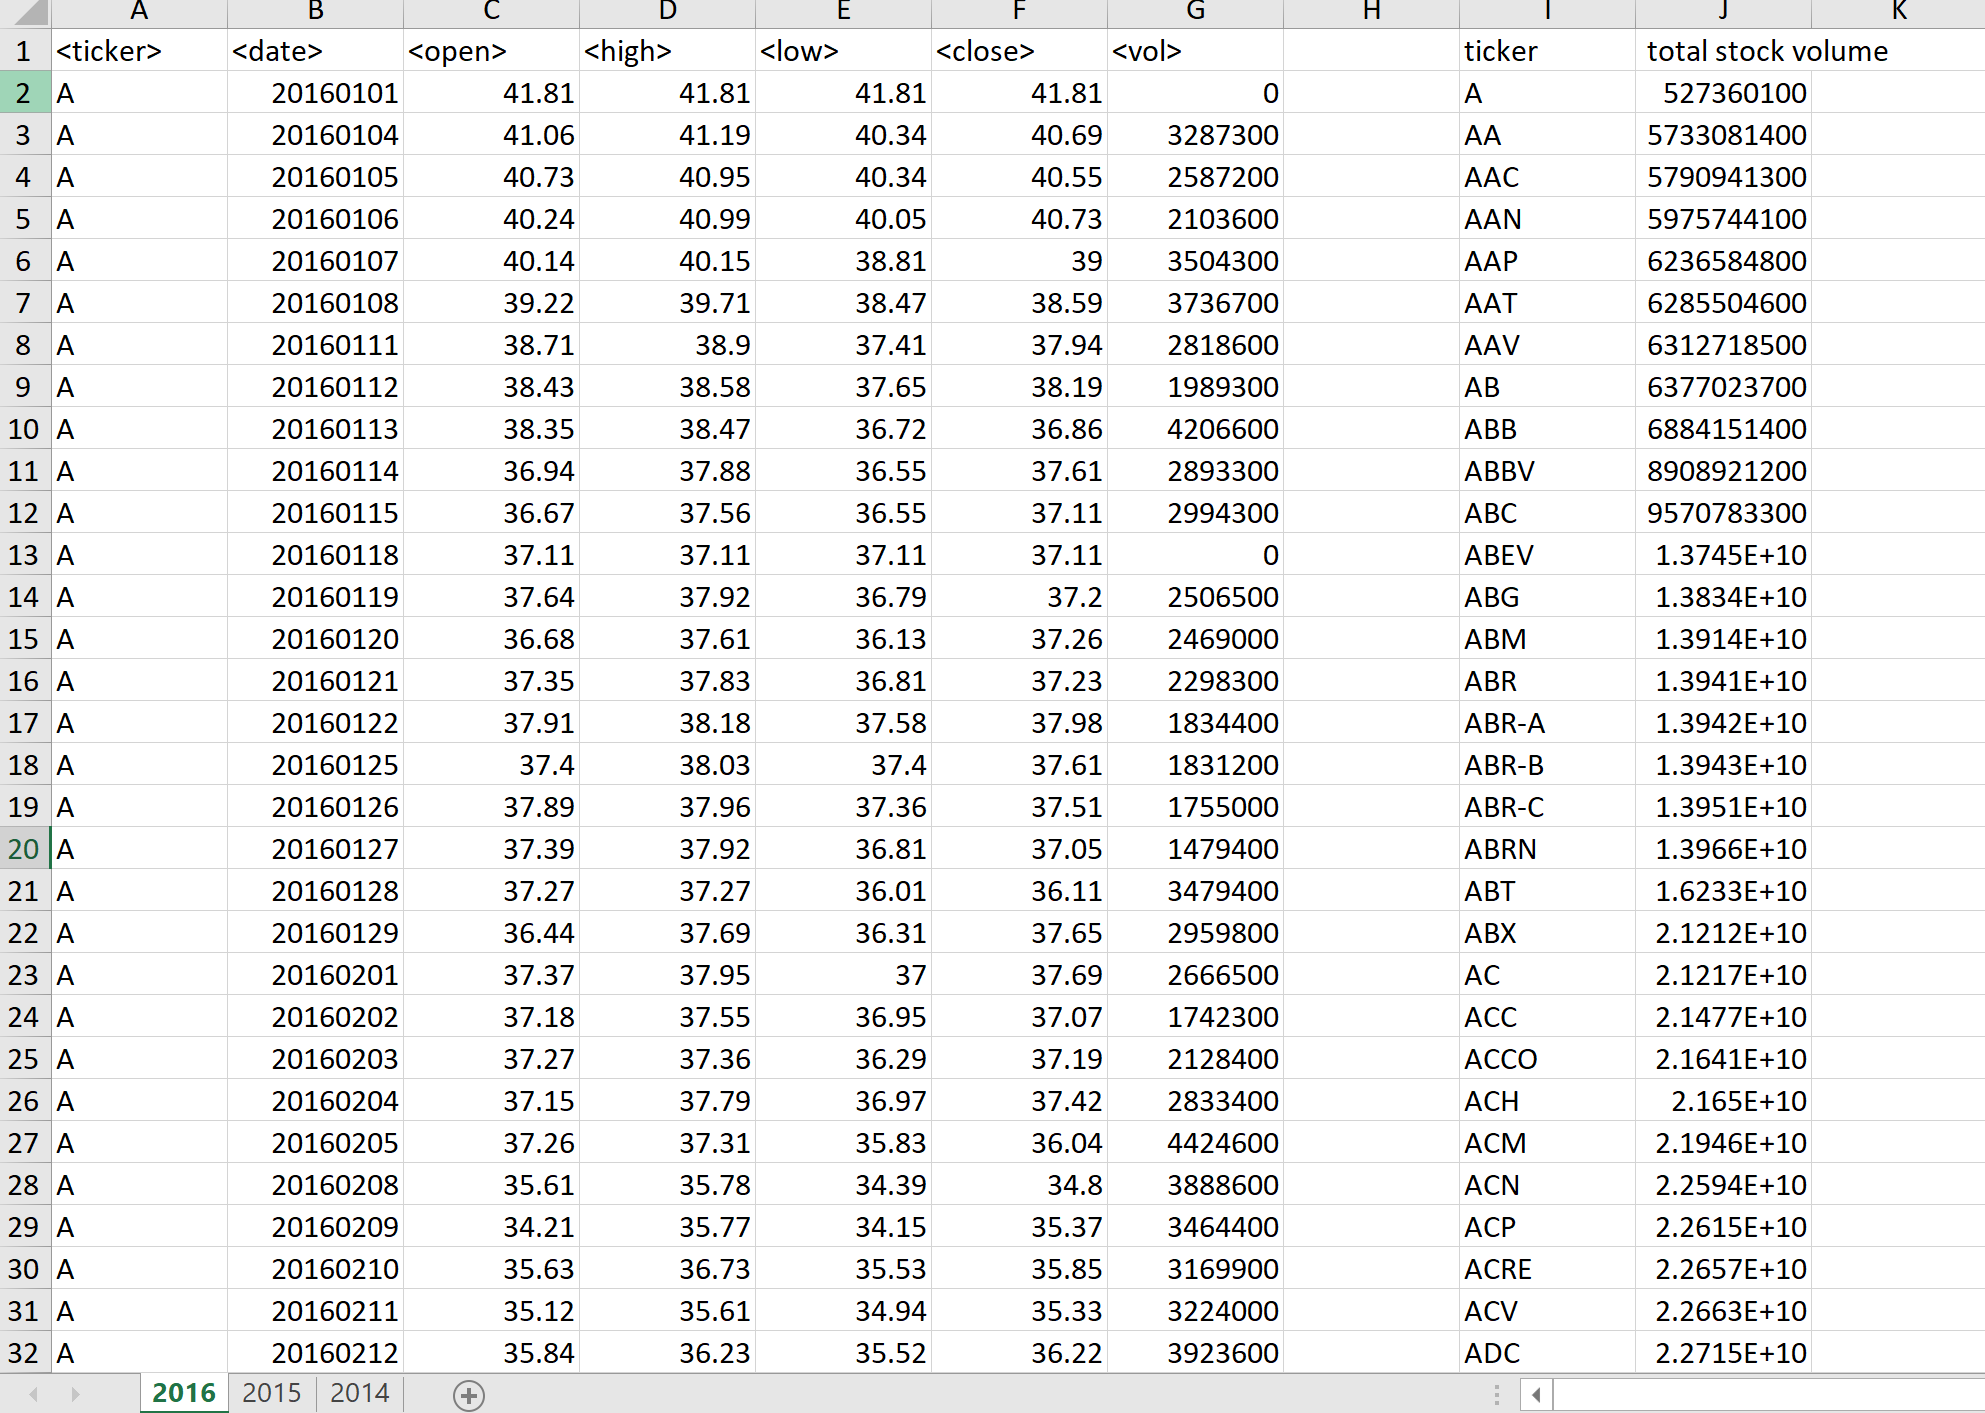 A B C D E F G H I J K
1 <ticker> <date> <open> <high> <low> <close> <vol> ticker total stock volume
2 A 20160101 41.81 41.81 41.81 41.81 0 A 527360100
3 A 20160104 41.06 41.19 40.34 40.69 3287300 AA 5733081400
4 A 20160105 40.73 40.95 40.34 40.55 2587200 AAC 5790941300
5 A 20160106 40.24 40.99 40.05 40.73 2103600 AAN 5975744100
6 A 20160107 40.14 40.15 38.81 39 3504300 AAP 6236584800
7 A 20160108 39.22 39.71 38.47 38.59 3736700 AAT 6285504600
8 A 20160111 38.71 38.9 37.41 37.94 2818600 AAV 6312718500
9 A 20160112 38.43 38.58 37.65 38.19 1989300 AB 6377023700
10 A 20160113 38.35 38.47 36.72 36.86 4206600 ABB 6884151400
11 A 20160114 36.94 37.88 36.55 37.61 2893300 ABBV 8908921200
12 A 20160115 36.67 37.56 36.55 37.11 2994300 ABC 9570783300
13 A 20160118 37.11 37.11 37.11 37.11 0 ABEV 1.3745E+10
14 A 20160119 37.64 37.92 36.79 37.2 2506500 ABG 1.3834E+10
15 A 20160120 36.68 37.61 36.13 37.26 2469000 ABM 1.3914E+10
16 A 20160121 37.35 37.83 36.81 37.23 2298300 ABR 1.3941E+10
17 A 20160122 37.91 38.18 37.58 37.98 1834400 ABR-A 1.3942E+10
18 A 20160125 37.4 38.03 37.4 37.61 1831200 ABR-B 1.3943E+10
19 A 20160126 37.89 37.96 37.36 37.51 1755000 ABR-C 1.3951E+10
20 A 20160127 37.39 37.92 36.81 37.05 1479400 ABRN 1.3966E+10
21 A 20160128 37.27 37.27 36.01 36.11 3479400 ABT 1.6233E+10
22 A 20160129 36.44 37.69 36.31 37.65 2959800 ABX 2.1212E+10
23 A 20160201 37.37 37.95 37 37.69 2666500 AC 2.1217E+10
24 A 20160202 37.18 37.55 36.95 37.07 1742300 ACC 2.1477E+10
25 A 20160203 37.27 37.36 36.29 37.19 2128400 ACCO 2.1641E+10
26 A 20160204 37.15 37.79 36.97 37.42 2833400 ACH 2.165E+10
27 A 20160205 37.26 37.31 35.83 36.04 4424600 ACM 2.1946E+10
28 A 20160208 35.61 35.78 34.39 34.8 3888600 ACN 2.2594E+10
29 A 20160209 34.21 35.77 34.15 35.37 3464400 ACP 2.2615E+10
30 A 20160210 35.63 36.73 35.53 35.85 3169900 ACRE 2.2657E+10
31 A 20160211 35.12 35.61 34.94 35.33 3224000 ACV 2.2663E+10
32 A 20160212 35.84 36.23 35.52 36.22 3923600 ADC 2.2715E+10
2016 2015 2014